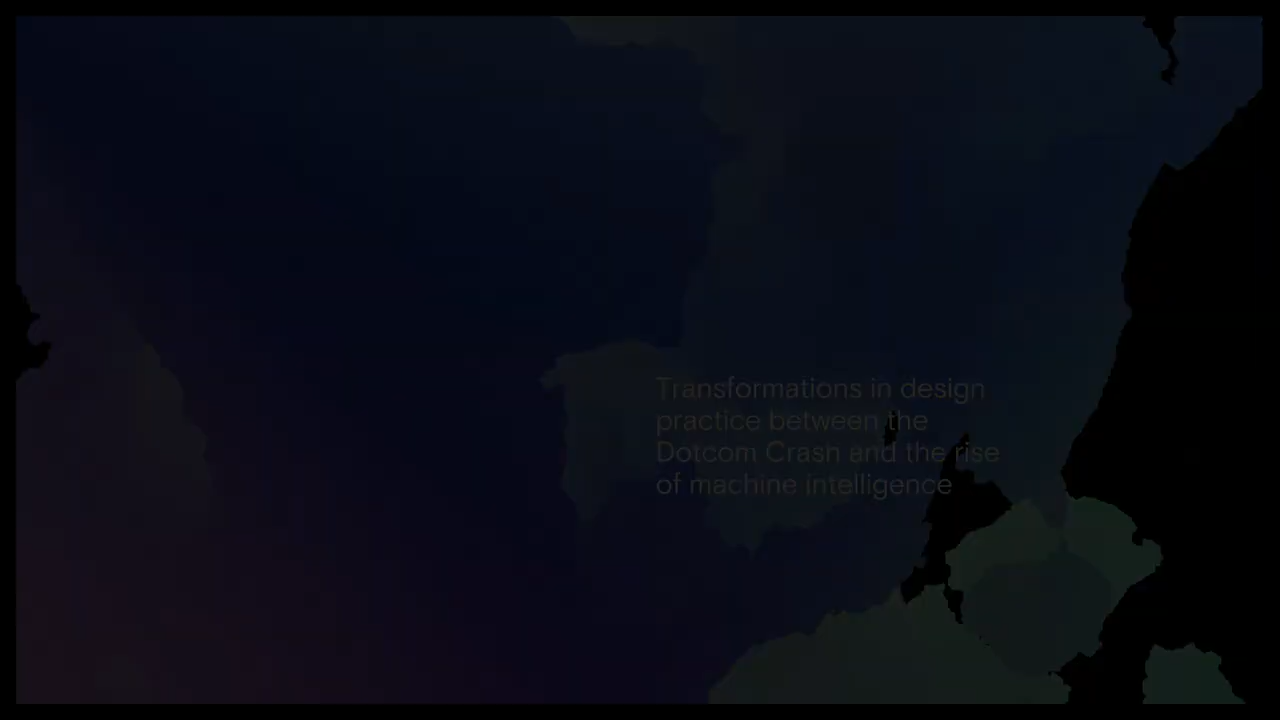 Transformations in design
practice between the
Dotcom Crash and the rise
of machine intelligence